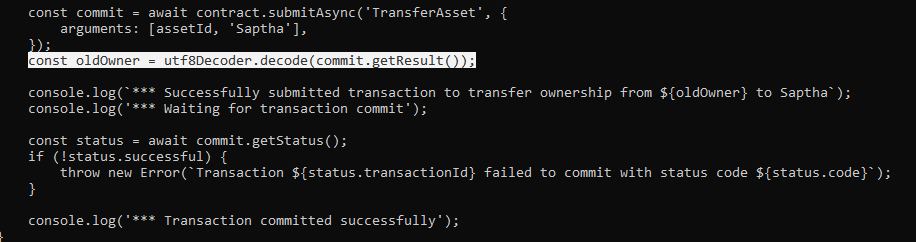 const commit = await contract.submitAsync('TransferAsset', {
arguments: [assetId, 'Saptha'],
});
const oldOwner = utf8Decoder.decode(commit.getResult());
console.log(`*** Successfully submitted transaction to transfer ownership from ${oldOwner} to Saptha`);
console.log('*** Waiting for transaction commit');
const status = await commit.getStatus();
if (!status.successful) {
throw new Error(`Transaction ${status.transactionId} failed to commit with status code ${status.code}`);
}
console.log('*** Transaction committed successfully');
}